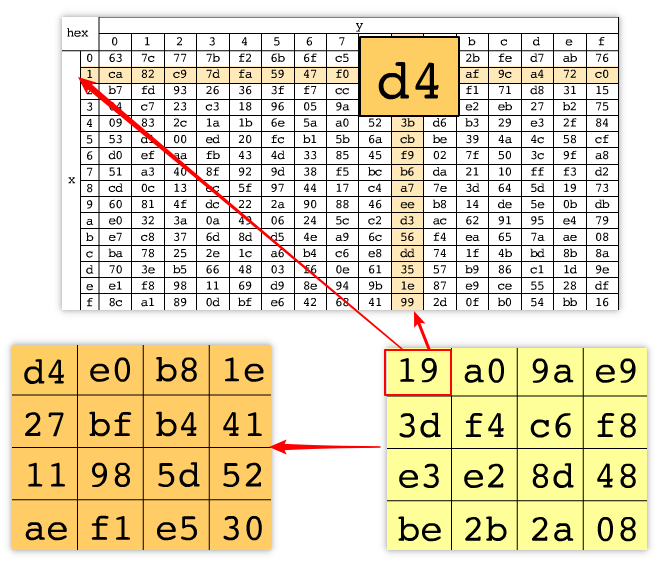 hex y
0 1 2 3 4 5 6 7 b c d e f
0 63 7c 77 7b f2 6b 6f c5 2b fe d7 ab 76
1 ca 82 c9 7d fa 59 47 f0 af 9c a4 72 c0
d4
2 b7 fd 93 26 36 3f f7 cc f1 71 d8 31 15
3 04 c7 23 c3 18 96 05 9a e2 eb 27 b2 75
4 09 83 2c 1a 1b 6e 5a a0 52 3b d6 b3 29 e3 2f 84
5 53 d1 00 ed 20 fc b1 5b 6a cb be 39 4a 4c 58 cf
6 d0 ef aa fb 43 4d 33 85 45 f9 02 7f 50 3c 9f a8
x 7 51 a3 40 8f 92 9d 38 f5 bc b6 da 21 10 ff f3 d2
8 cd 0c 13 ec 5f 97 44 17 c4 a7 7e 3d 64 5d 19 73
9 60 81 4f dc 22 2a 90 88 46 ee b8 14 de 5e 0b db
a e0 32 3a 0a 49 06 24 5c c2 d3 ac 62 91 95 e4 79
b e7 c8 37 6d 8d d5 4e a9 6c 56 f4 ea 65 7a ae 08
c ba 78 25 2e 1c a6 b4 c6 e8 dd 74 1f 4b bd 8b 8a
d 70 3e b5 66 48 03 f6 0e 61 35 57 b9 86 c1 1d 9e
e e1 f8 98 11 69 d9 8e 94 9b 1e 87 e9 ce 55 28 df
f 8c a1 89 0d bf e6 42 68 41 99 2d 0f b0 54 bb 16
d4 e0 b8 1e
27 bf b4 41
11 98 5d 52
ae f1 e5 30
19 a0 9a e9
3d f4 c6 f8
e3 e2 8d 48
be 2b 2a 08